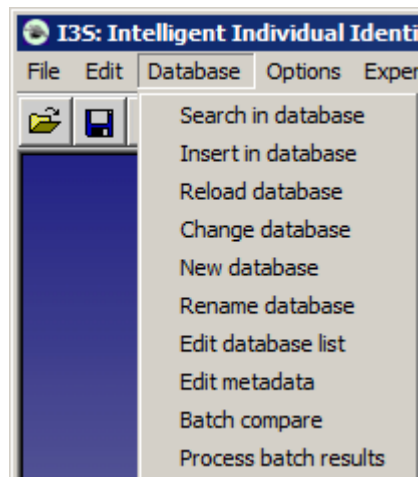 I3S: Intelligent Individual Identi
File Edit Database Options Exper
Search in database
Insert in database
Reload database
Change database
New database
Rename database
Edit database list
Edit metadata
Batch compare
Process batch results